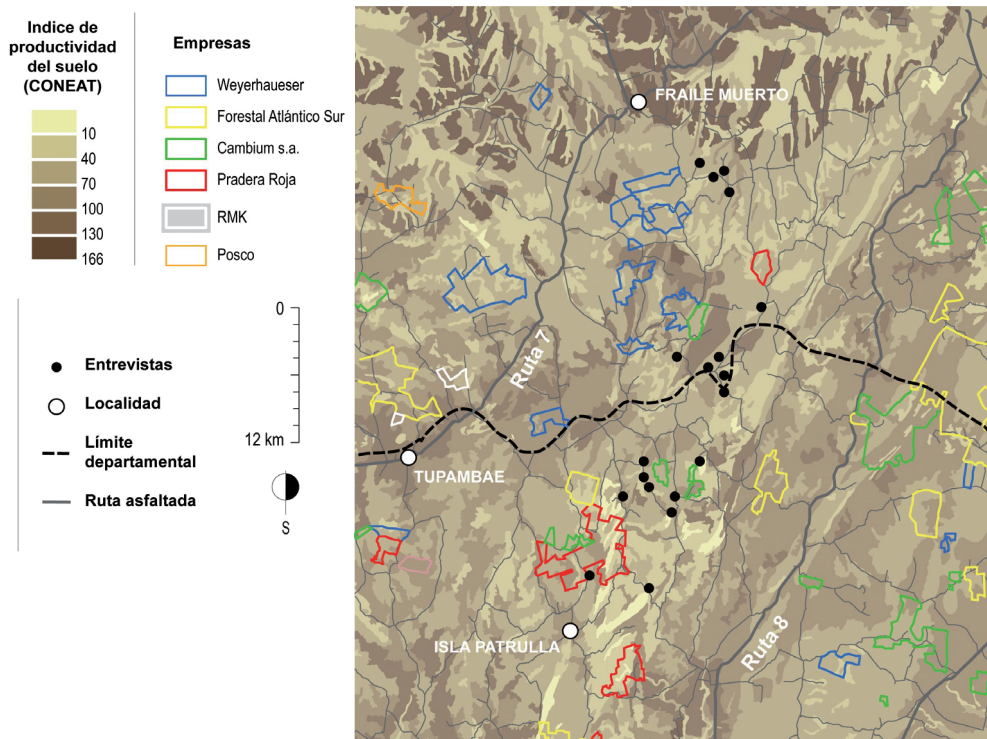 Indice de
productividad
del suelo
(CONEAT)
10
40
70
100
130
166
Empresas
Weyerhaueser
Forestal Atlántico Sur
Cambium s.a.
Pradera Roja
RMK
Posco
Entrevistas
Localidad
Límite
departamental
Ruta asfaltada
0
12 km
S
FRAILE MUERTO
Ruta 7
TUPAMBAE
ISLA PATRULLA
Ruta 8